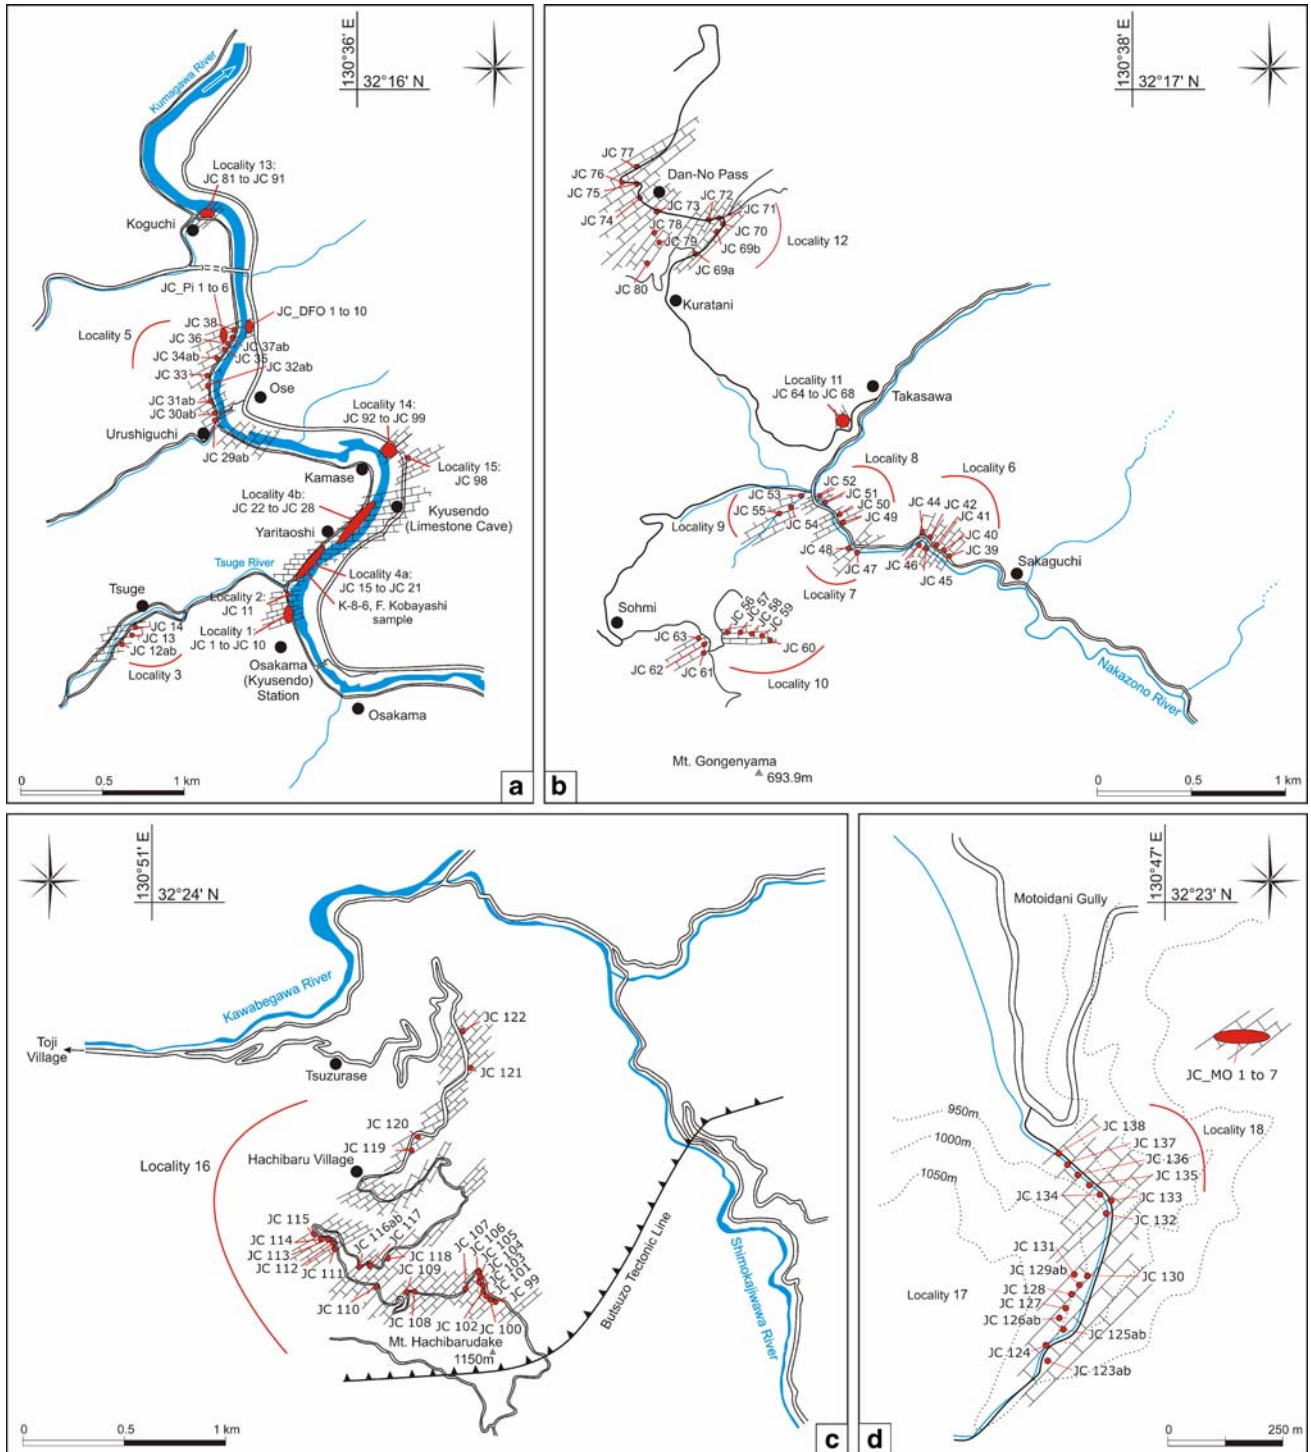 130°36' E
32°16' N
Kumagawa River
Locality 13:
JC 81 to JC 91
Koguchi
JC_Pi 1 to 6
JC_DFO 1 to 10
Locality 5
JC 38
JC 36
JC 37ab
JC 34ab
JC 35
JC 32ab
JC 33
Ose
JC 31ab
JC 30ab
Locality 14:
JC 92 to JC 99
Urushiguchi
JC 29ab
Locality 15:
JC 98
Kamase
Locality 4b:
JC 22 to JC 28
Kyusendo
(Limestone Cave)
Yaritaoshi
Tsuge River
Locality 4a:
JC 15 to JC 21
Tsuge
Locality 2:
JC 11
K-8-6, F. Kobayashi
sample
JC 14
JC 13
JC 12ab
Locality 1:
JC 1 to JC 10
Locality 3
Osakama
(Kyusendo)
Station
Osakama
0 0.5 1 km
a
130°38' E
32°17' N
JC 77
JC 76
Dan-No Pass
JC 75
JC 74
JC 73
JC 72
JC 71
JC 78
JC 70
JC 79
JC 69b
Locality 12
JC 69a
JC 80
Kuratani
Locality 11
JC 64 to JC 68
Takasawa
Locality 8
Locality 6
JC 53
JC 52
JC 51
JC 44
JC 42
JC 55
JC 50
JC 41
Locality 9
JC 54
JC 49
JC 40
JC 39
JC 48
JC 47
JC 46
JC 45
Sakaguchi
Locality 7
Sohmi
JC 56
JC 57
JC 58
JC 59
JC 63
JC 60
JC 62
JC 61
Locality 10
Nakazono River
Mt. Gongenyama
693.9m
0 0.5 1 km
b
130°51' E
32°24' N
Kawabegawa River
Toji
Village
Tsuzurase
JC 122
JC 121
JC 120
JC 119
Locality 16
Hachibaru Village
JC 115
JC 116ab
JC 117
JC 107
JC 106
JC 105
JC 104
JC 103
JC 101
JC 99
JC 114
JC 113
JC 112
JC 111
JC 118
JC 109
JC 110
JC 108
JC 102
JC 100
Mt. Hachibarudake
1150m
Butsuzo Tectonic Line
Shimokajiwawa River
0 0.5 1 km
c
130°47' E
32°23' N
Motoidani Gully
JC_MO 1 to 7
950m
1000m
1050m
JC 138
JC 137
JC 136
JC 135
Locality 18
JC 134
JC 133
JC 132
JC 131
JC 129ab
JC 130
JC 128
Locality 17
JC 127
JC 126ab
JC 125ab
JC 124
JC 123ab
0 250 m
d